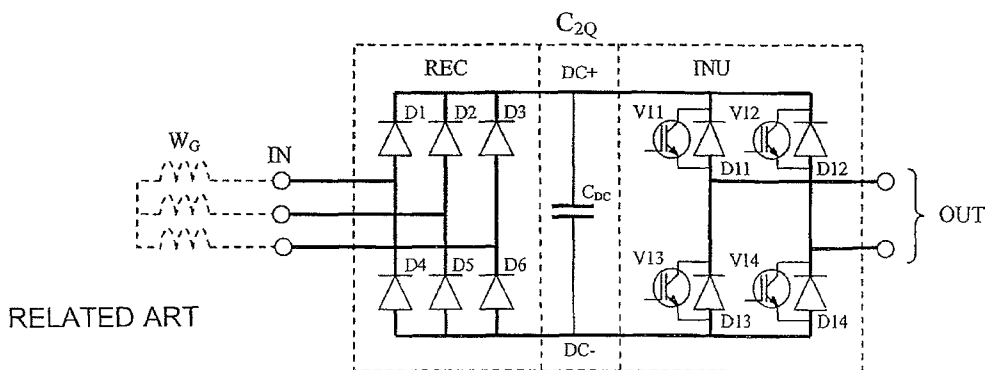 C2Q
REC DC+ INU
D1 D2 D3 V11 V12
WG IN
D11 D12
CDC
OUT
D4 D5 D6 V13 V14
RELATED ART
D13 D14
DC-